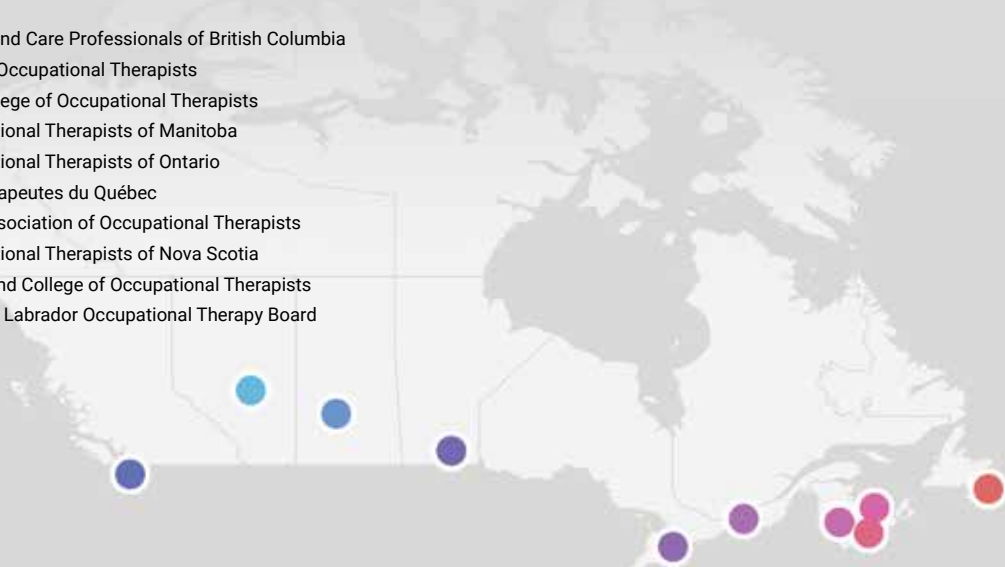 nd Care Professionals of British Columbia
Occupational Therapists
ege of Occupational Therapists
ional Therapists of Manitoba
ional Therapists of Ontario
apeutes du Québec
sociation of Occupational Therapists
ional Therapists of Nova Scotia
nd College of Occupational Therapists
Labrador Occupational Therapy Board